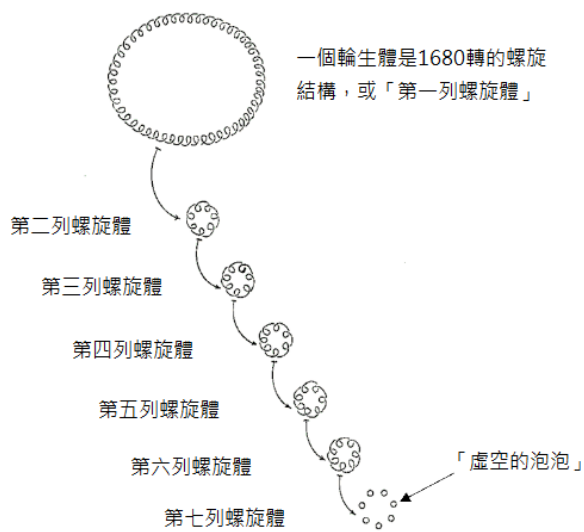 一個輪生體是1680轉的螺旋
結構，或「第一列螺旋體」
第二列螺旋體
第三列螺旋體
第四列螺旋體
第五列螺旋體
第六列螺旋體
「虛空的泡泡」
第七列螺旋體